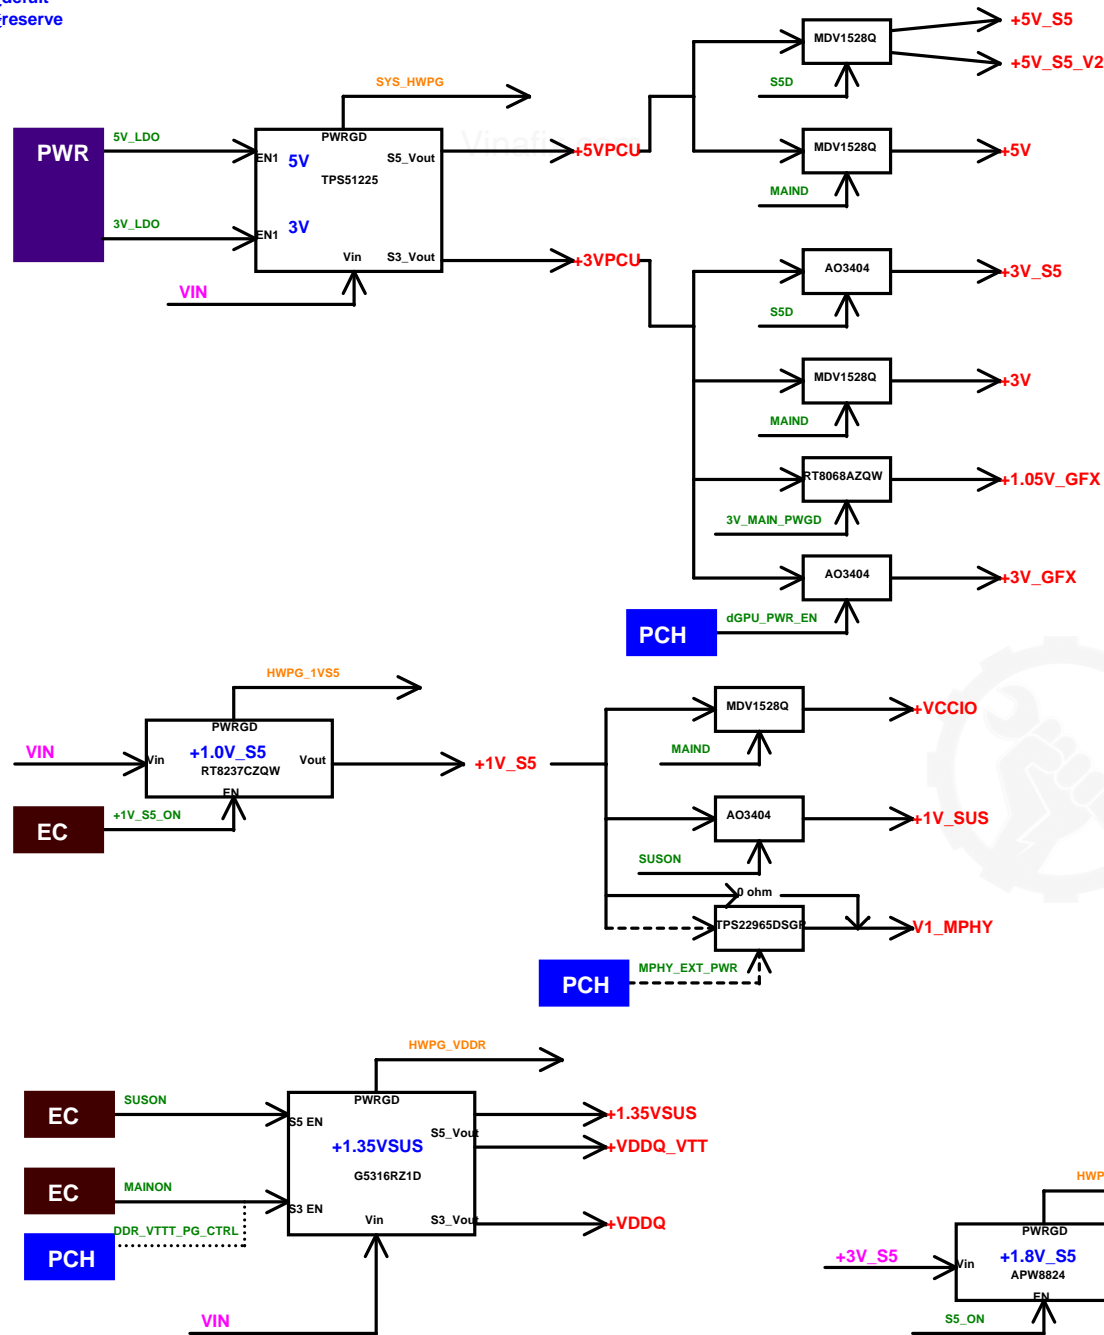 reserve
SYS_HWPG
PWR
5V_LDO
3V_LDO
PWRGD
EN1
5V
S5_Vout
TPS51225
EN1
3V
Vin
S3_Vout
VIN
+5VPCU
+3VPCU
MDV1528Q
S5D
+5V_S5
+5V_S5_V2
MDV1528Q
MAIND
+5V
AO3404
S5D
+3V_S5
MDV1528Q
MAIND
+3V
RT8068AZQW
3V_MAIN_PWGD
+1.05V_GFX
AO3404
+3V_GFX
PCH
dGPU_PWR_EN
HWPG_1VS5
PWRGD
VIN
Vin
+1.0V_S5
Vout
RT8237CZQW
EN
EC
+1V_S5_ON
+1V_S5
MDV1528Q
MAIND
+VCCIO
AO3404
SUSON
+1V_SUS
0 ohm
TPS22965DSGR
V1_MPHY
PCH
MPHY_EXT_PWR
HWPG_VDDR
EC
SUSON
PWRGD
S5 EN
S5_Vout
+1.35VSUS
G5316RZ1D
+1.35VSUS
+VDDQ_VTT
EC
MAINON
S3 EN
Vin
S3_Vout
+VDDQ
PCH
DDR_VTTT_PG_CTRL
VIN
HWP
PWRGD
+3V_S5
Vin
+1.8V_S5
APW8824
EN
S5_ON